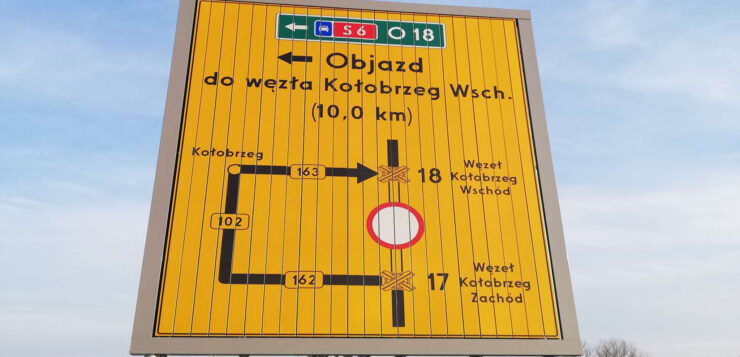 S6 18
Objazd
do węzła Kołobrzeg Wsch.
(10,0 km)
Kołobrzeg
163
18
Węzeł
Kołobrzeg
Wschód
102
162
17
Węzeł
Kołobrzeg
Zachód